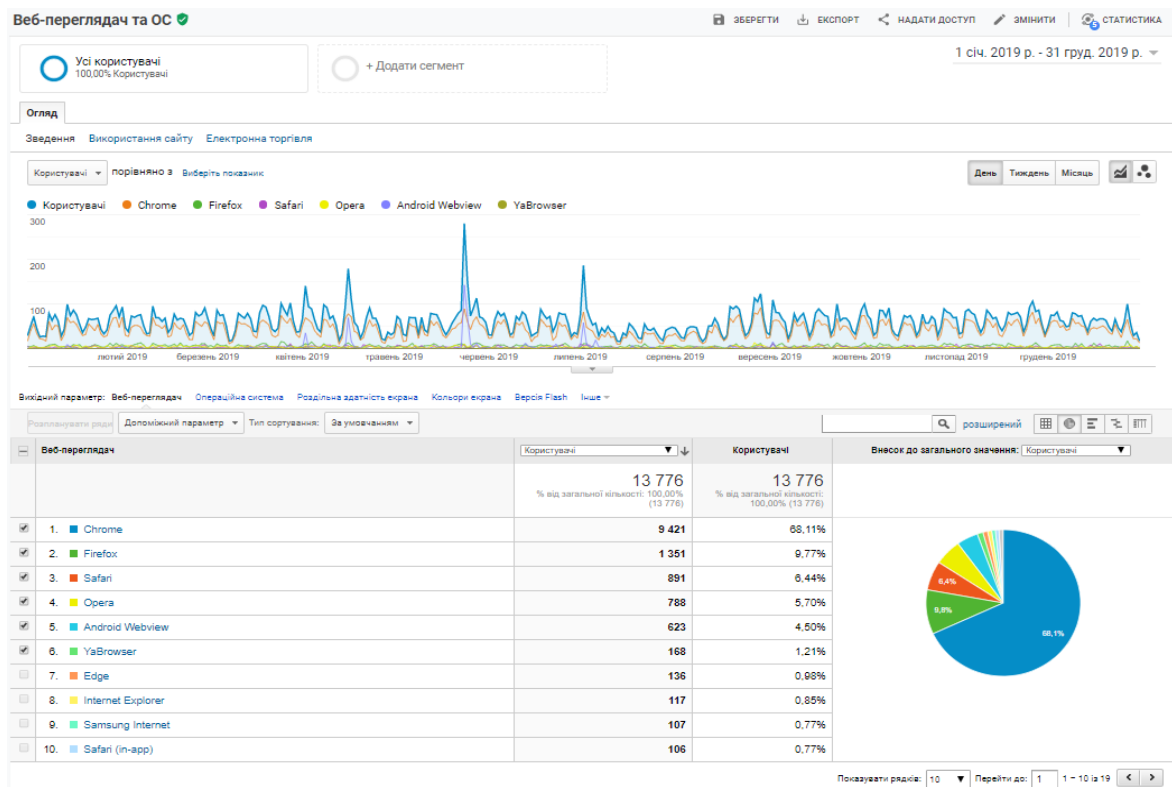 Веб-переглядач та ОС
ЗБЕРЕГТИ ЕКСПОРТ НАДАТИ ДОСТУП ЗМІНИТИ 5 СТАТИСТИКА
Усі користувачі
100,00% Користувачі
+ Додати сегмент
1 січ. 2019 р. - 31 груд. 2019 р.
Огляд
Зведення Використання сайту Електронна торгівля
Користувачі порівняно з Виберіть показник
День Тиждень Місяць
Користувачі Chrome Firefox Safari Opera Android Webview YaBrowser
300
200
100
лютий 2019 березень 2019 квітень 2019 травень 2019 червень 2019 липень 2019 серпень 2019 вересень 2019 жовтень 2019 листопад 2019 грудень 2019
Вихідний параметр: Веб-переглядач Операційна система Роздільна здатність екрана Кольори екрана Версія Flash Інше
Розпланувати ряди Допоміжний параметр Тип сортування: За умовчанням розширений
Веб-переглядач Користувачі Користувачі Внесок до загального значення: Користувачі
13 776 13 776
% від загальної кількості: 100,00% (13 776) % від загальної кількості: 100,00% (13 776)
1. Chrome 9 421 68,11%
2. Firefox 1 351 9,77%
3. Safari 891 6,44%
4. Opera 788 5,70%
5. Android Webview 623 4,50%
6. YaBrowser 168 1,21%
7. Edge 136 0,98%
8. Internet Explorer 117 0,85%
9. Samsung Internet 107 0,77%
10. Safari (in-app) 106 0,77%
6,4%
9,8%
68,1%
Показувати рядків: 10 Перейти до: 1 1 – 10 із 19